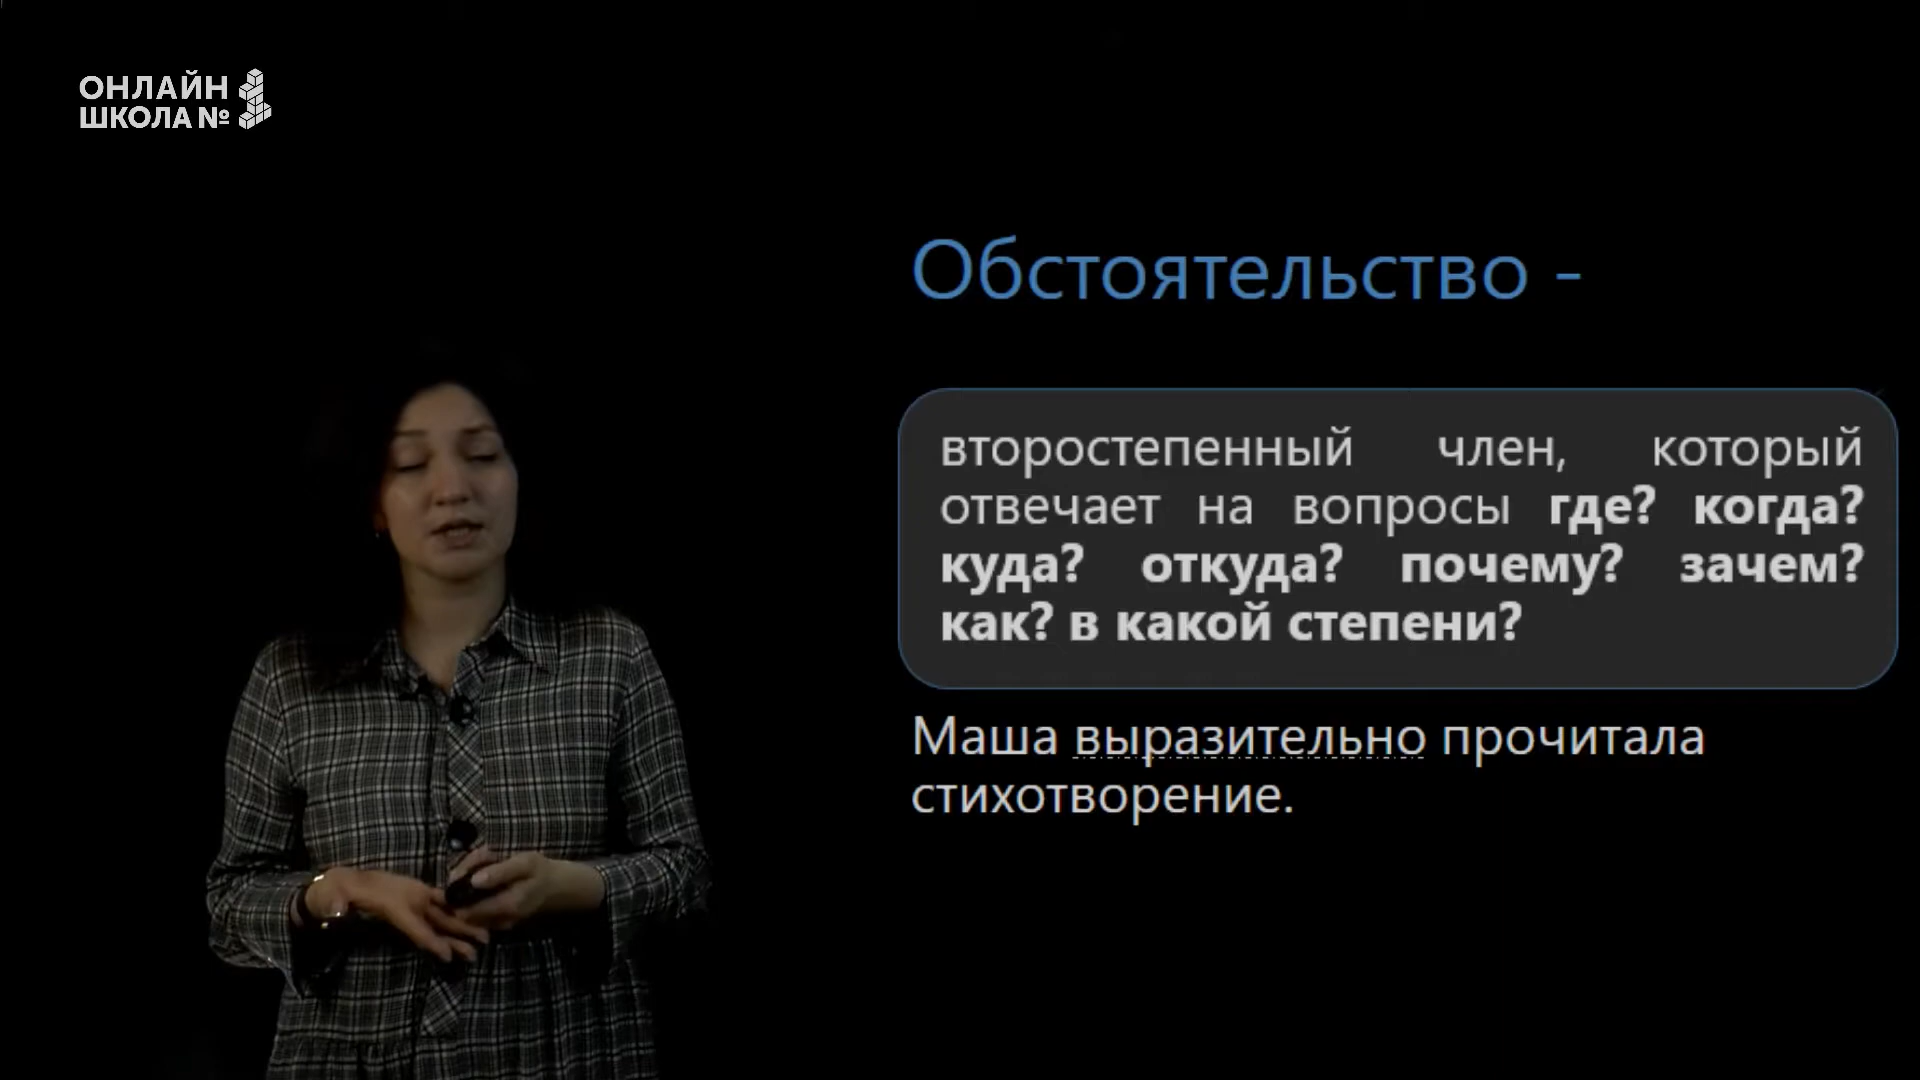 ОНЛАЙН
ШКОЛА №
Обстоятельство -
второстепенный член, который
отвечает на вопросы где? когда?
куда? откуда? почему? зачем?
как? в какой степени?
Маша выразительно прочитала
стихотворение.